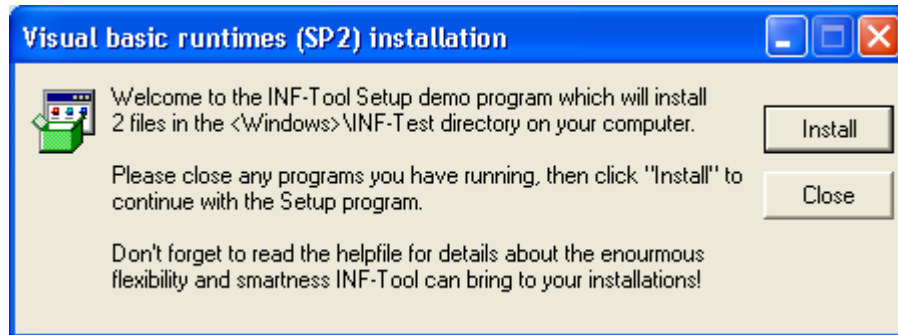 Visual basic runtimes (SP2) installation
Welcome to the INF-Tool Setup demo program which will install
2 files in the <Windows>\INF-Test directory on your computer.
Install
Please close any programs you have running, then click "Install" to
continue with the Setup program.
Close
Don't forget to read the helpfile for details about the enourmous
flexibility and smartness INF-Tool can bring to your installations!